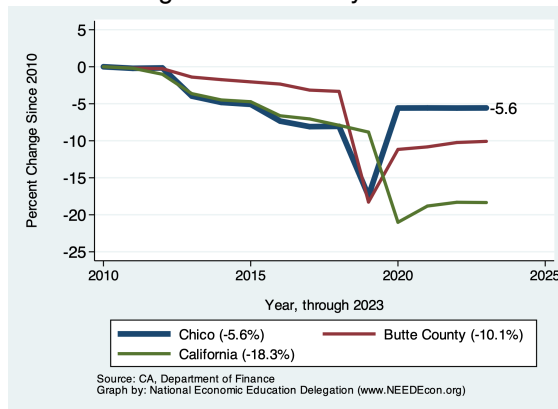 5
0
-5
-10
-15
-20
-25
Percent Change Since 2010
-5.6
2010 2015 2020 2025
Year, through 2023
Chico (-5.6%) Butte County (-10.1%)
California (-18.3%)
Source: CA, Department of Finance
Graph by: National Economic Education Delegation (www.NEEDEcon.org)